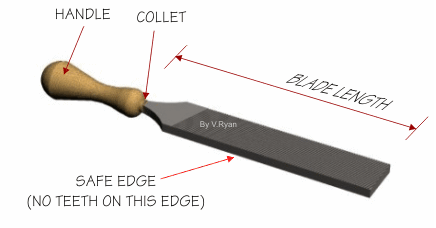 HANDLE
COLLET
BLADE LENGTH
By V.Ryan
SAFE EDGE
(NO TEETH ON THIS EDGE)